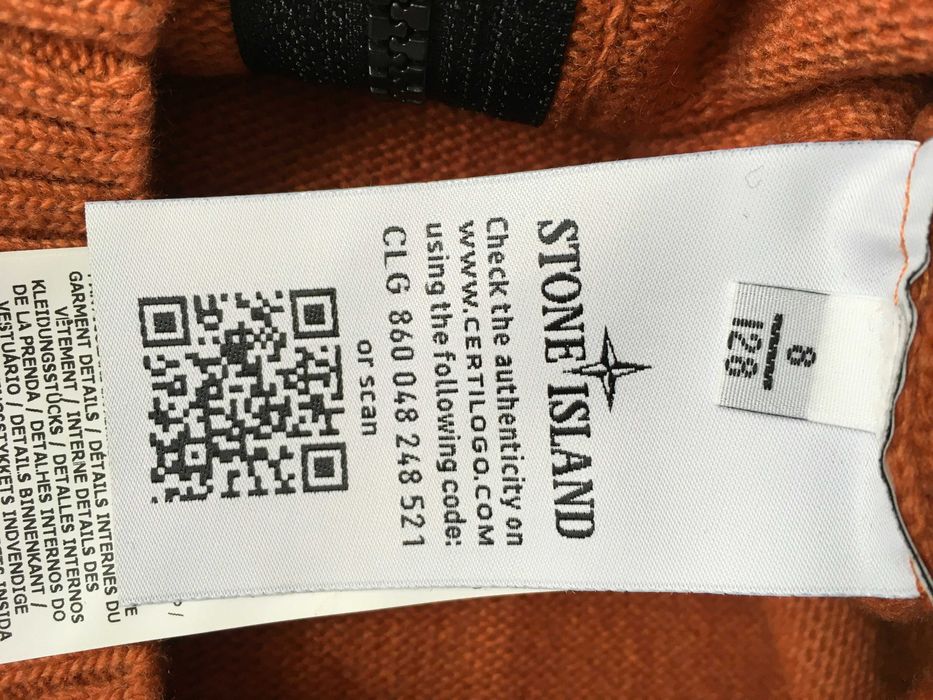 8
128
STONE ISLAND
Check the authenticity on
WWW.CERTILOGO.COM
using the following code:
CLG 860 048 248 521
or scan
GARMENT DETAILS / DÉTAILS INTERNES DU
VÊTEMENT / INTERNE DETAILS DES
KLEIDUNGSSTÜCKS / DETALLES INTERNOS
DE LA PRENDA / DETALHES INTERNOS DO
VESTUÁRIO / DETAILS BINNENKANT /
INDVENDIGE